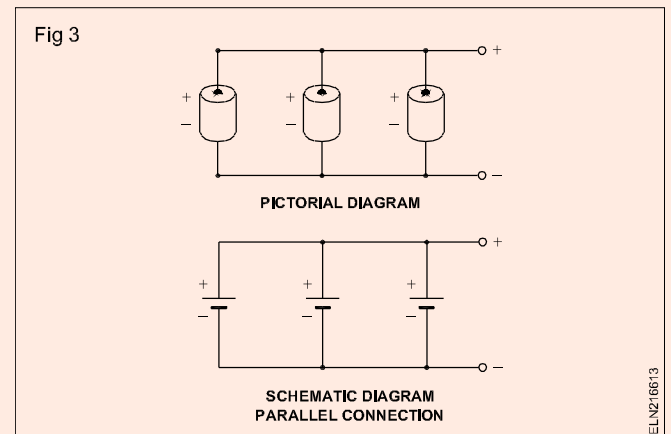 Fig 3
+
+ + +
− − −
−
PICTORIAL DIAGRAM
+
+ + +
− − −
−
SCHEMATIC DIAGRAM
PARALLEL CONNECTION
ELN216613